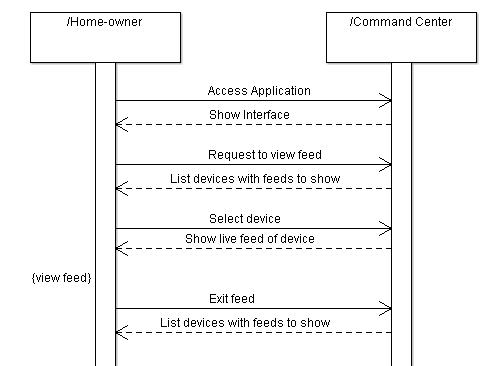 /Home-owner
/Command Center
Access Application
Show Interface
Request to view feed
List devices with feeds to show
Select device
Show live feed of device
{view feed}
Exit feed
List devices with feeds to show